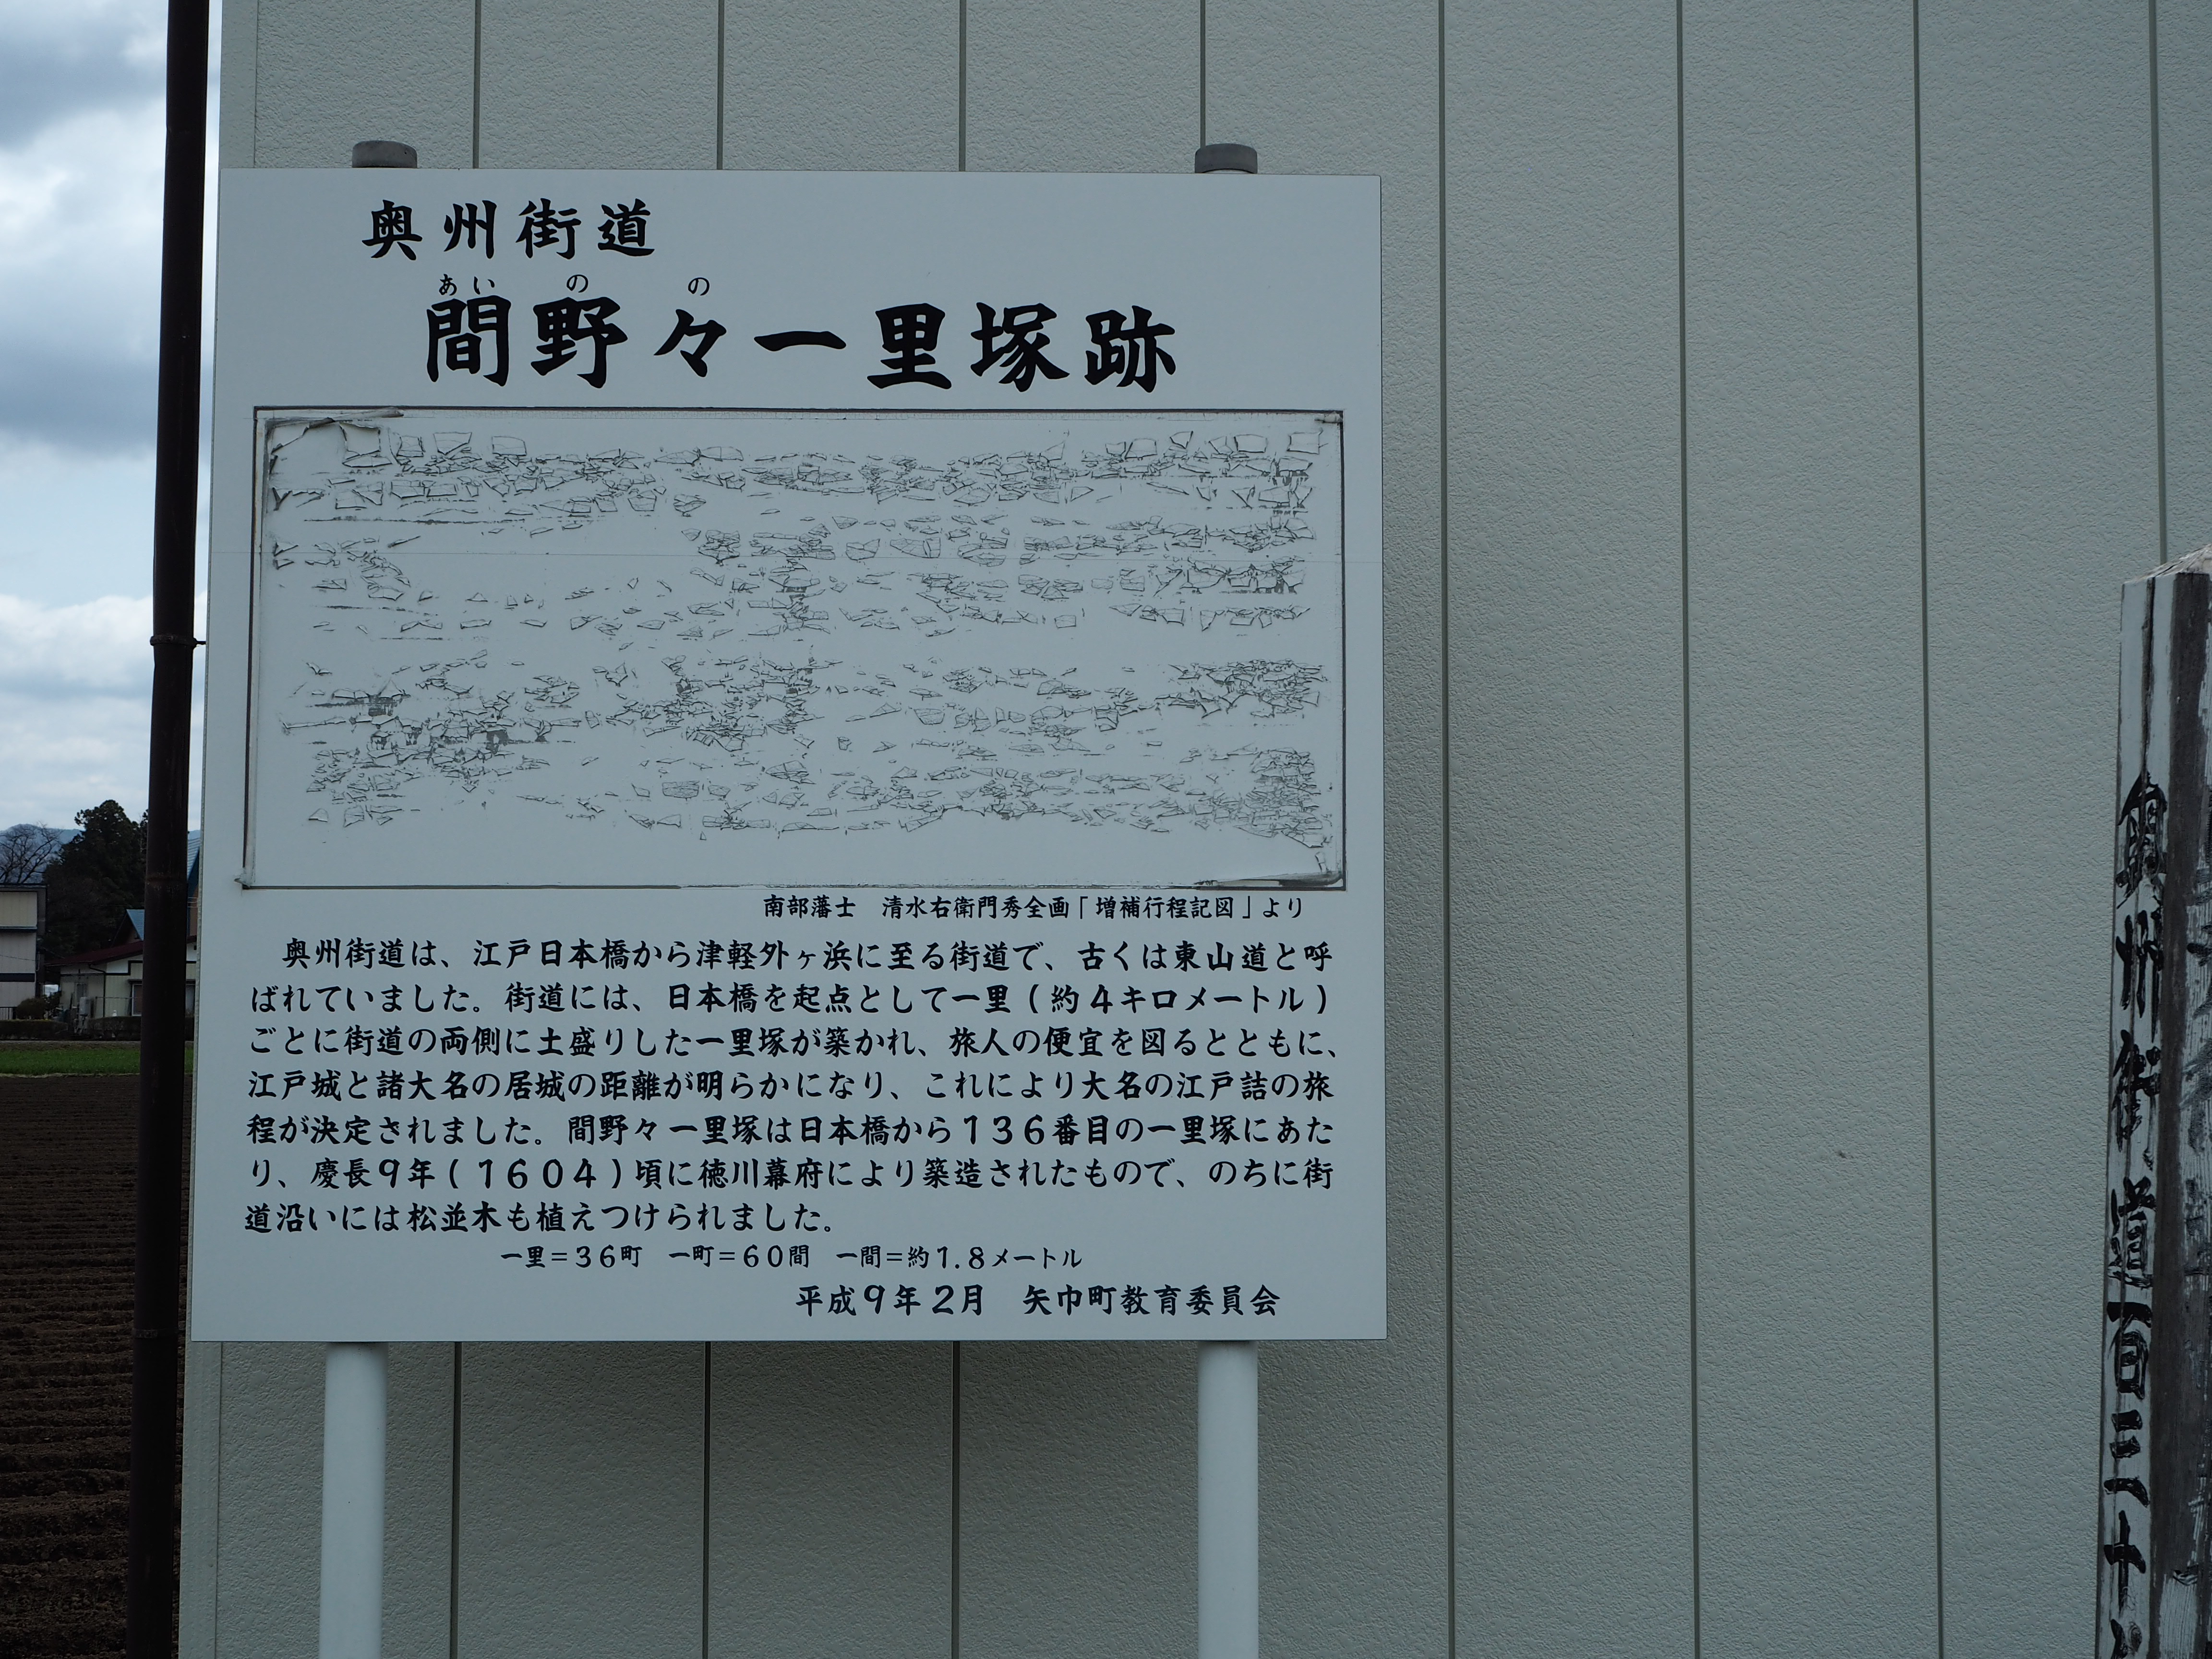 奥州街道
あいのの
間野々一里塚跡
南部藩士　清水右衛門秀全画「増補行程記図」より
奥州街道は、江戸日本橋から津軽外ヶ浜に至る街道で、古くは東山道と呼
ばれていました。街道には、日本橋を起点として一里(約4キロメートル)
ごとに街道の両側に土盛りした一里塚が築かれ、旅人の便宜を図るとともに、
江戸城と諸大名の居城の距離が明らかになり、これにより大名の江戸詰の旅
程が決定されました。間野々一里塚は日本橋から136番目の一里塚にあた
り、慶長9年(1604)頃に徳川幕府により築造されたもので、のちに街
道沿いには松並木も植えつけられました。
一里=36町　一町=60間　一間=約1.8メートル
平成9年2月　矢巾町教育委員会
奥州街道百三十